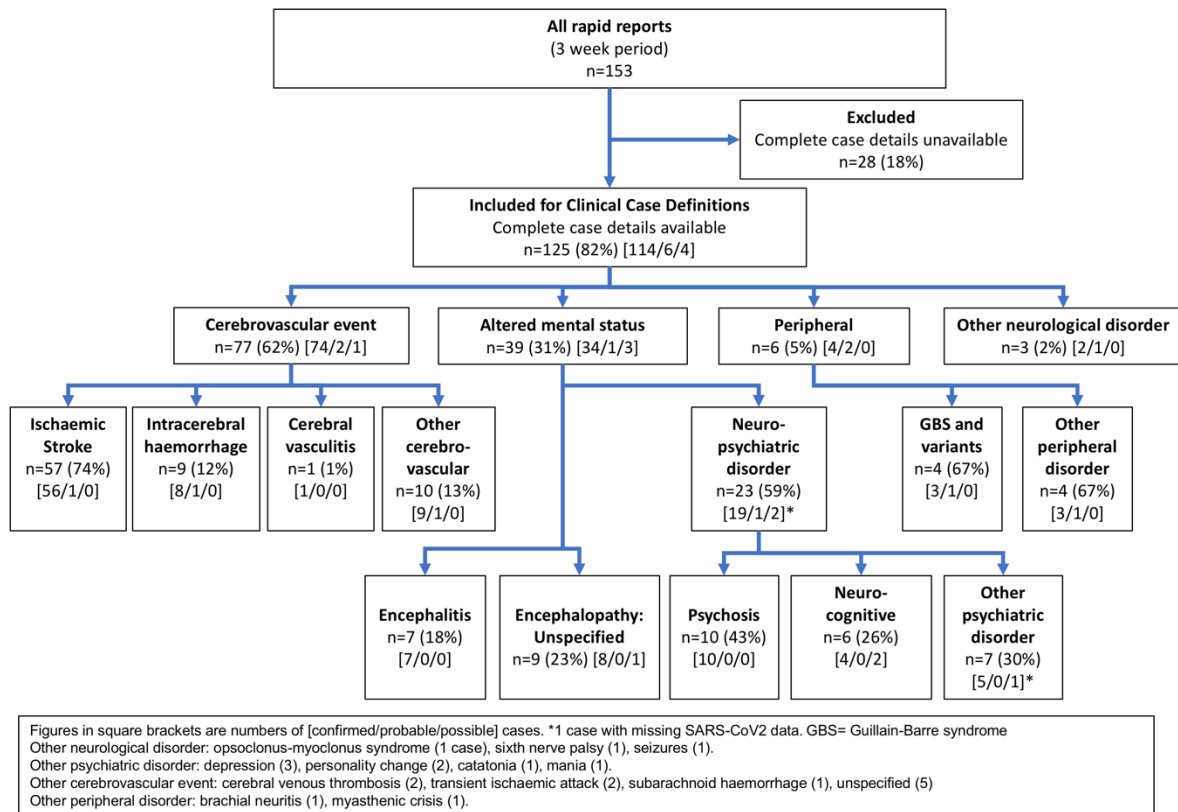 All rapid reports
(3 week period)
n=153
Excluded
Complete case details unavailable
n=28 (18%)
Included for Clinical Case Definitions
Complete case details available
n=125 (82%) [114/6/4]
Cerebrovascular event
n=77 (62%) [74/2/1]
Altered mental status
n=39 (31%) [34/1/3]
Peripheral
n=6 (5%) [4/2/0]
Other neurological disorder
n=3 (2%) [2/1/0]
Ischaemic
Stroke
n=57 (74%)
[56/1/0]
Intracerebral
haemorrhage
n=9 (12%)
[8/1/0]
Cerebral
vasculitis
n=1 (1%)
[1/0/0]
Other
cerebro-
vascular
n=10 (13%)
[9/1/0]
Neuro-
psychiatric
disorder
n=23 (59%)
[19/1/2]*
GBS and
variants
n=4 (67%)
[3/1/0]
Other
peripheral
disorder
n=4 (67%)
[3/1/0]
Encephalitis
n=7 (18%)
[7/0/0]
Encephalopathy:
Unspecified
n=9 (23%) [8/0/1]
Psychosis
n=10 (43%)
[10/0/0]
Neuro-
cognitive
n=6 (26%)
[4/0/2]
Other
psychiatric
disorder
n=7 (30%)
[5/0/1]*
Figures in square brackets are numbers of [confirmed/probable/possible] cases. *1 case with missing SARS-CoV2 data. GBS= Guillain-Barre syndrome
Other neurological disorder: opsoclonus-myoclonus syndrome (1 case), sixth nerve palsy (1), seizures (1).
Other psychiatric disorder: depression (3), personality change (2), catatonia (1), mania (1).
Other cerebrovascular event: cerebral venous thrombosis (2), transient ischaemic attack (2), subarachnoid haemorrhage (1), unspecified (5)
Other peripheral disorder: brachial neuritis (1), myasthenic crisis (1).